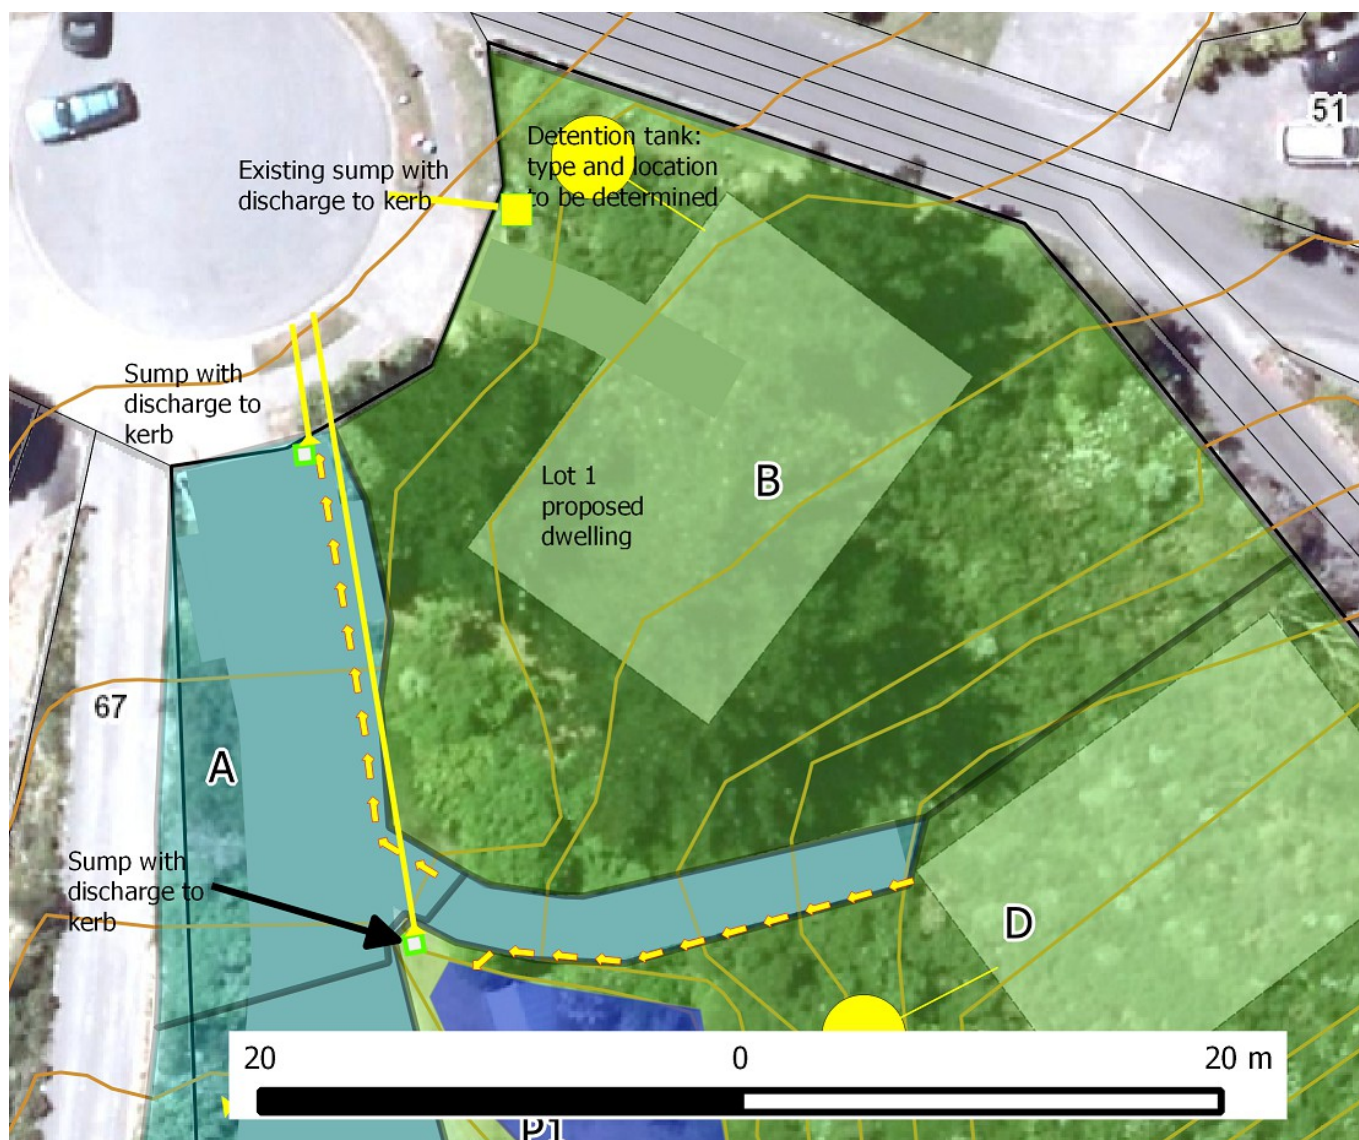 51
Detention tank:
type and location
to be determined
Existing sump with
discharge to kerb
Sump with
discharge to
kerb
Lot 1
proposed
dwelling
B
67
A
Sump with
discharge to
kerb
D
20 0 20 m
P1